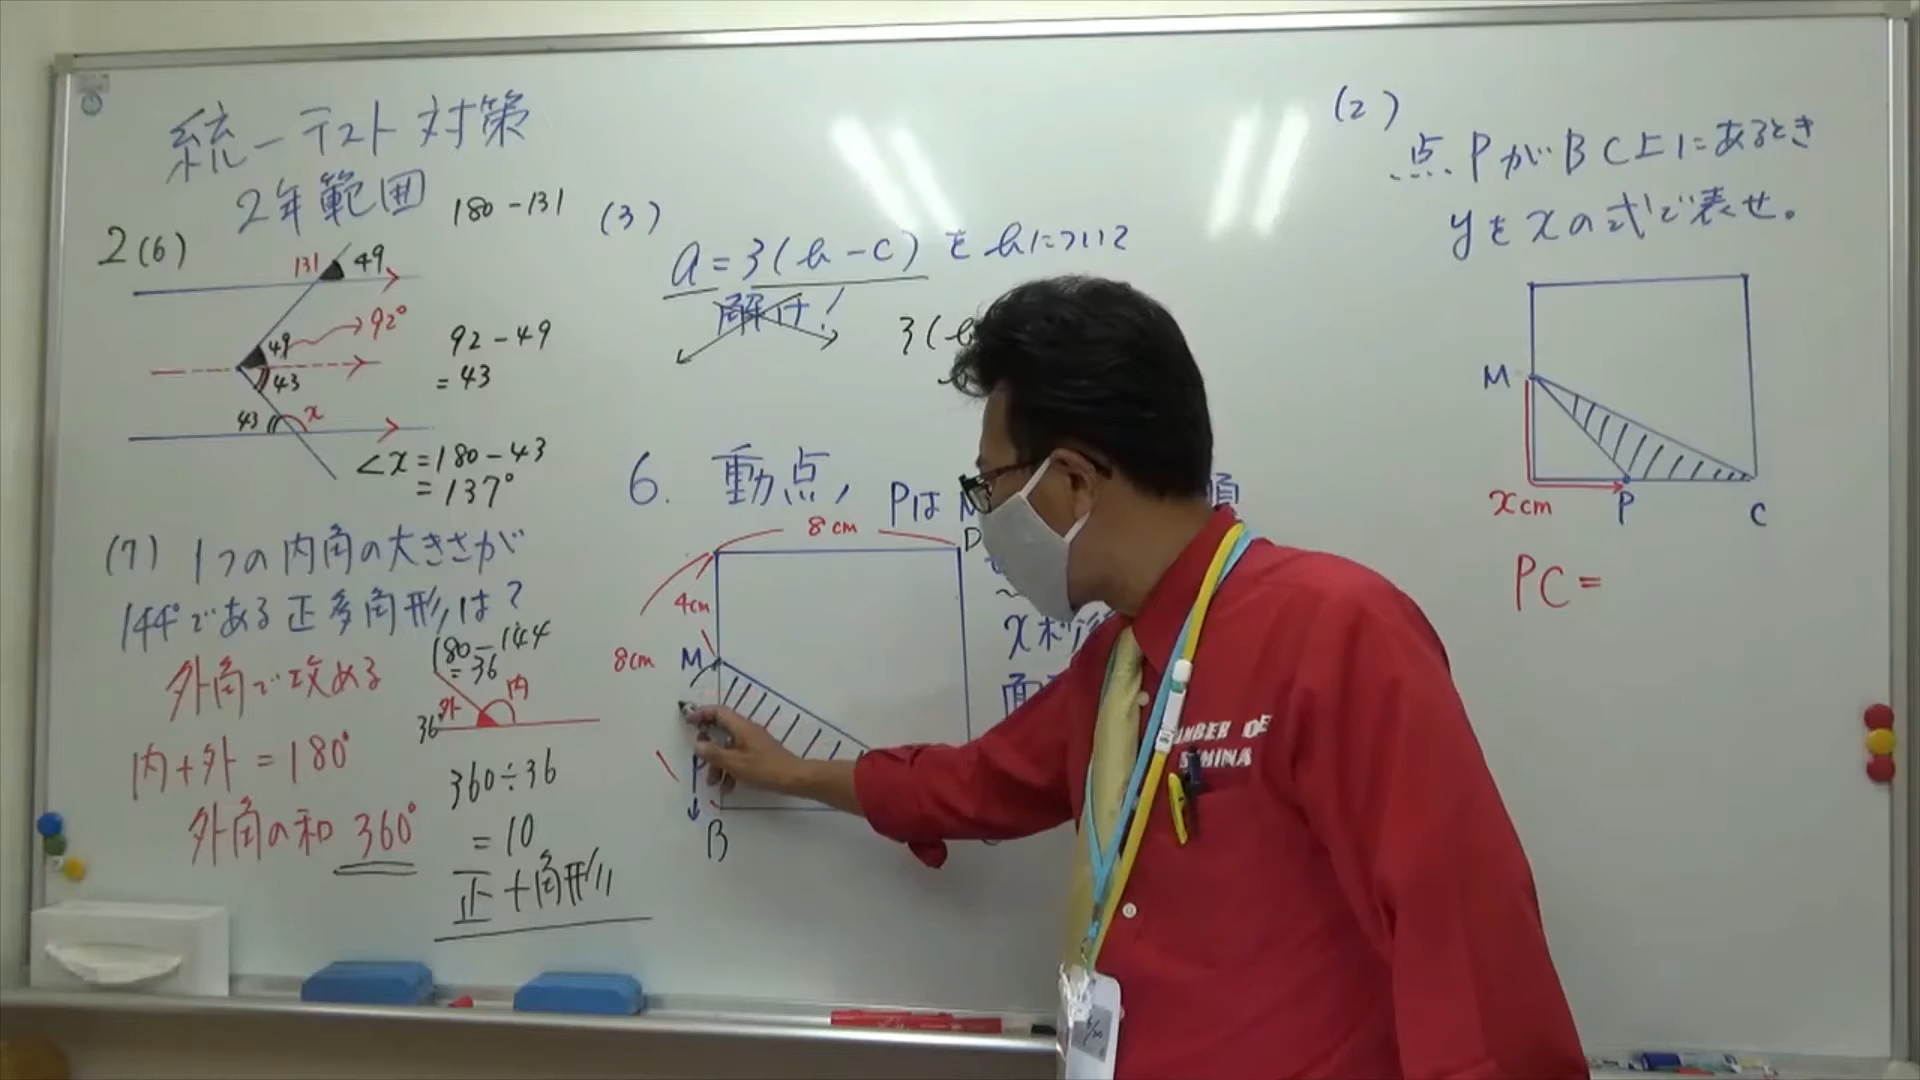 統一テスト対策
2年範囲
180-131
2(6)
131
49
92°
49
43
43
x
92-49
=43
∠x=180-43
=137°
(7) 1つの内角の大きさが
144°である正多角形は?
外角で攻める
内+外=180°
外角の和 360°
180-144
=36
外
内
36°
360÷36
=10
正十角形
(3)
a=3(b-c)をbについて
解け!
3(b
6. 動点,
Pは
8cm
D
4cm
8cm
M
P
B
x
(2)
点PがBC上にあるとき
yをxの式で表せ。
M
xcm
P
C
PC=